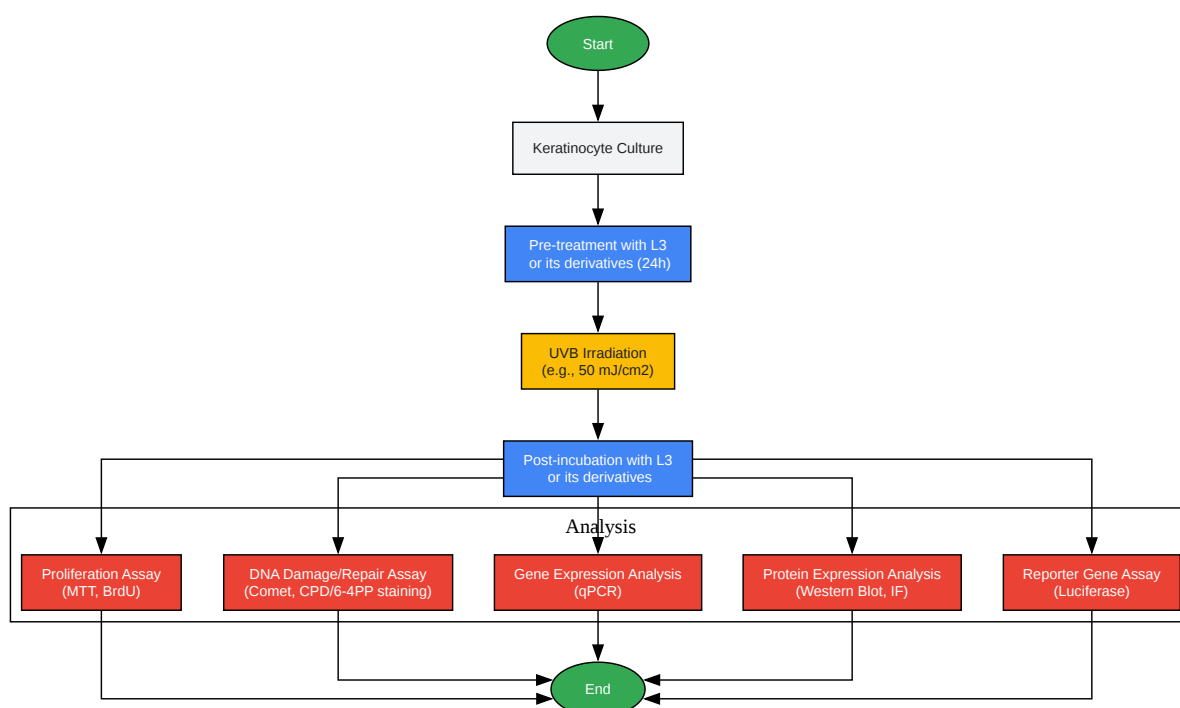 Start
Keratinocyte Culture
Pre-treatment with L3
or its derivatives (24h)
UVB Irradiation
(e.g., 50 mJ/cm2)
Post-incubation with L3
or its derivatives
Analysis
Proliferation Assay
(MTT, BrdU)
DNA Damage/Repair Assay
(Comet, CPD/6-4PP staining)
Gene Expression Analysis
(qPCR)
Protein Expression Analysis
(Western Blot, IF)
Reporter Gene Assay
(Luciferase)
End